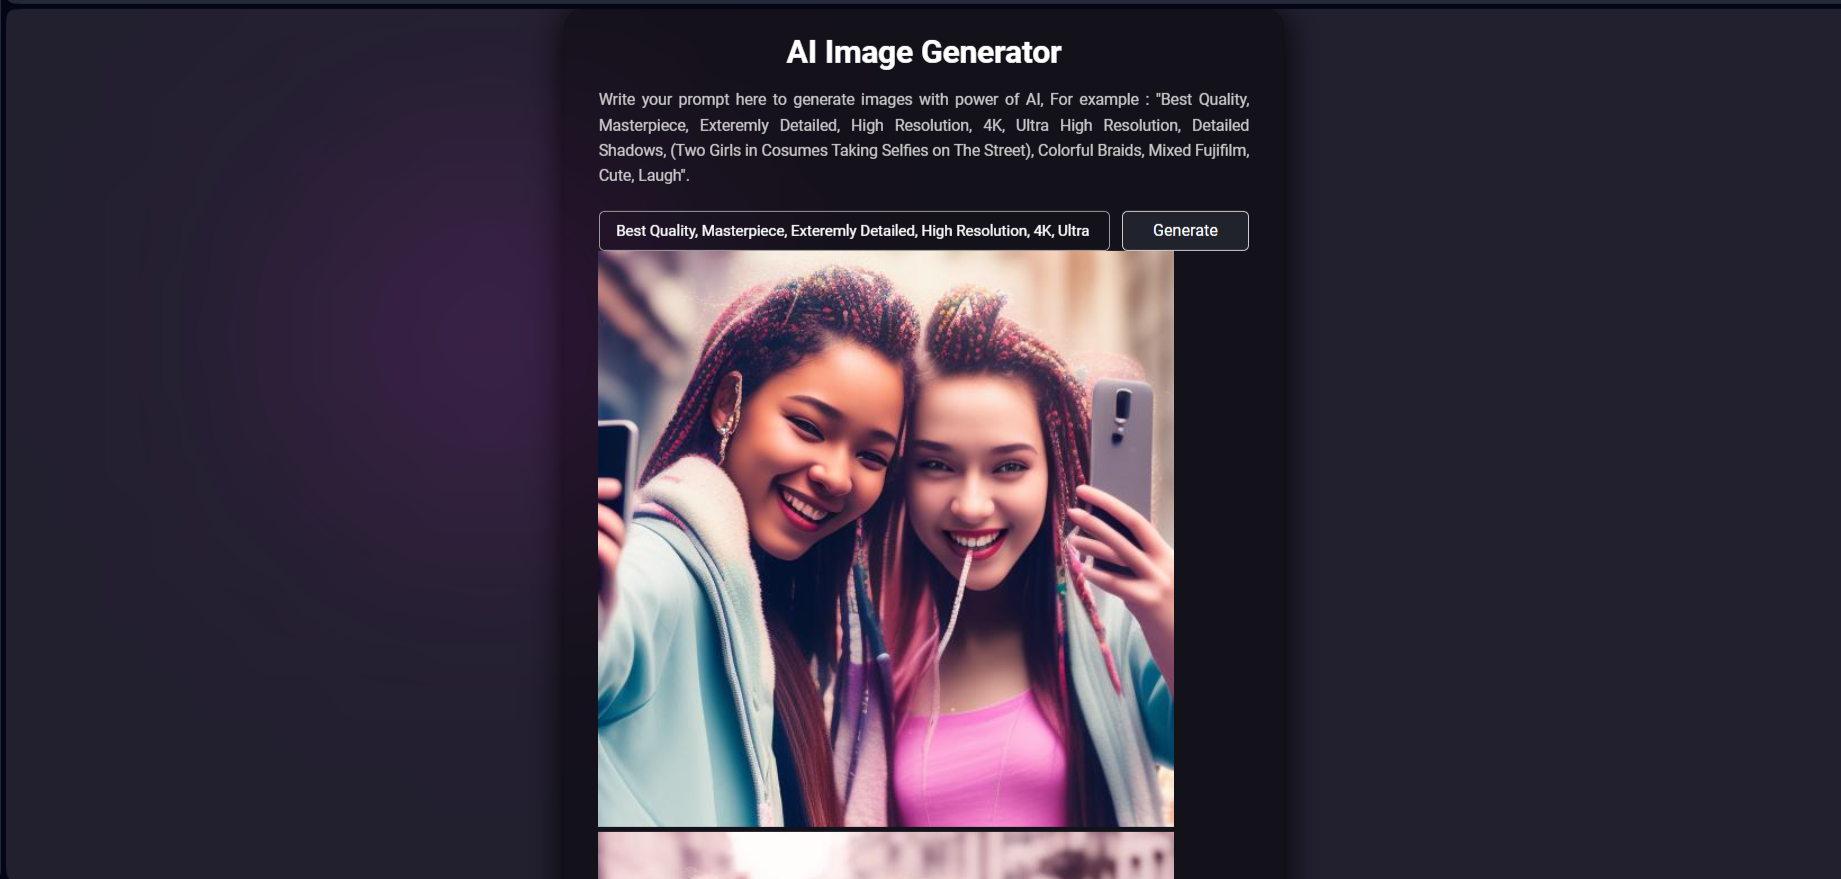 AI Image Generator
Write your prompt here to generate images with power of AI, For example : "Best Quality,
Masterpiece, Exteremly Detailed, High Resolution, 4K, Ultra High Resolution, Detailed
Shadows, (Two Girls in Cosumes Taking Selfies on The Street), Colorful Braids, Mixed Fujifilm,
Cute, Laugh".
Best Quality, Masterpiece, Exteremly Detailed, High Resolution, 4K, Ultra
Generate